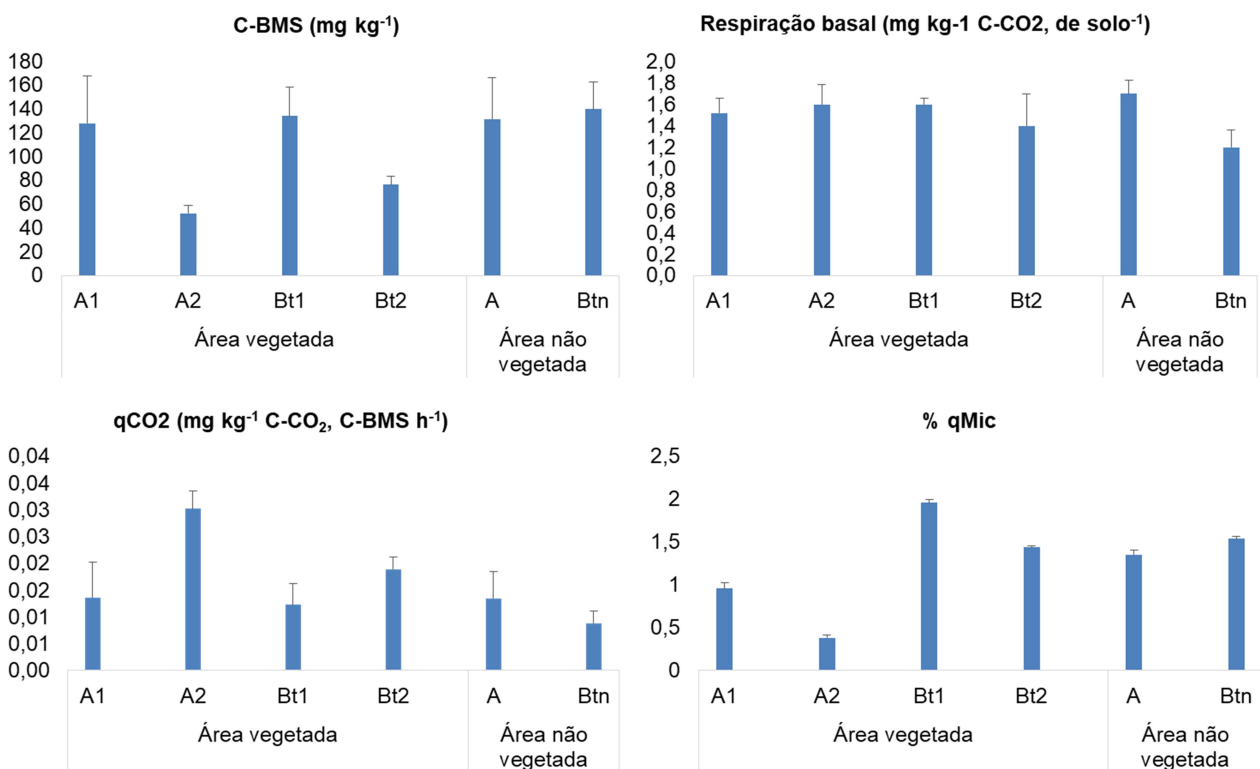 C-BMS (mg kg⁻¹)
180
160
140
120
100
80
60
40
20
0
A1 A2 Bt1 Bt2 A Btn
Área vegetada Área não
vegetada
Respiração basal (mg kg-1 C-CO2, de solo⁻¹)
2,0
1,8
1,6
1,4
1,2
1,0
0,8
0,6
0,4
0,2
0,0
A1 A2 Bt1 Bt2 A Btn
Área vegetada Área não
vegetada
qCO2 (mg kg⁻¹ C-CO₂, C-BMS h⁻¹)
0,04
0,04
0,03
0,03
0,02
0,02
0,01
0,01
0,00
A1 A2 Bt1 Bt2 A Btn
Área vegetada Área não
vegetada
% qMic
2,5
2
1,5
1
0,5
0
A1 A2 Bt1 Bt2 A Btn
Área vegetada Área não
vegetada